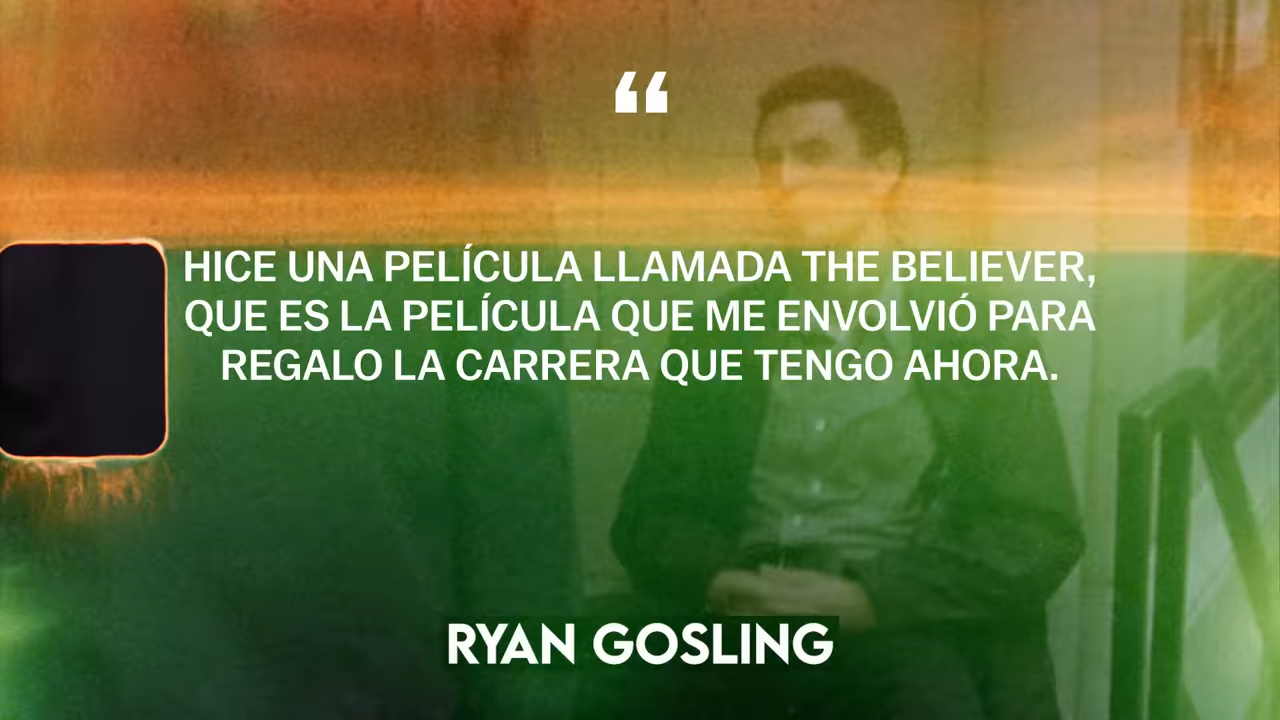 “
HICE UNA PELÍCULA LLAMADA THE BELIEVER,
QUE ES LA PELÍCULA QUE ME ENVOLVIÓ PARA
REGALO LA CARRERA QUE TENGO AHORA.
RYAN GOSLING